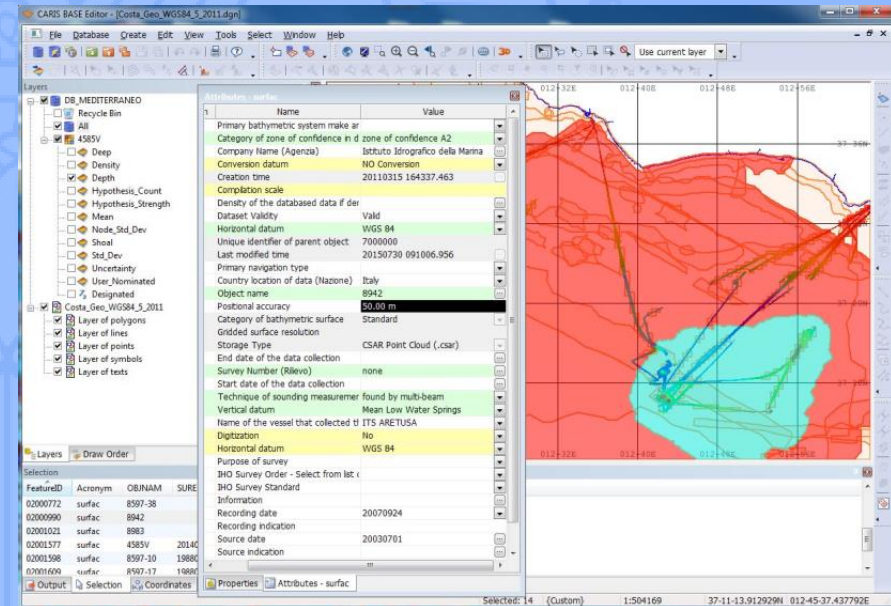 CARIS BASE Editor - [Costa_Geo_WGS84_5_2011.dgn]
File Database Create Edit View Tools Select Window Help
Use current layer
Layers
DB_MEDITERRANEO
Recycle Bin
All
4585V
Deep
Density
Depth
Hypothesis_Count
Hypothesis_Strength
Mean
Node_Std_Dev
Shoal
Std_Dev
Uncertainty
User_Nominated
Designated
Costa_Geo_WGS84_5_2011
Layer of polygons
Layer of lines
Layer of points
Layer of symbols
Layer of texts
Layers Draw Order
Attributes - surfac
Name Value
Primary bathymetric system make ar
Category of zone of confidence in d zone of confidence A2
Company Name (Agenzia) Istituto Idrografico della Marina
Conversion datum NO Conversion
Creation time 20110315 164337.463
Compilation scale
Density of the databased data if der
Dataset Validity Valid
Horizontal datum WGS 84
Unique identifier of parent object 7000000
Last modified time 20150730 091006.956
Primary navigation type
Country location of data (Nazione) Italy
Object name 8942
Positional accuracy 50.00 m
Category of bathymetric surface Standard
Gridded surface resolution
Storage Type CSAR Point Cloud (.csar)
End date of the data collection
Survey Number (Rilievo) none
Start date of the data collection
Technique of sounding measuremer found by multi-beam
Vertical datum Mean Low Water Springs
Name of the vessel that collected tl ITS ARETUSA
Digitization No
Horizontal datum WGS 84
Purpose of survey
IHO Survey Order - Select from list
IHO Survey Standard
Information
Recording date 20070924
Recording indication
Source date 20030701
Source indication
Properties Attributes - surfac
012-32E 012-40E 012-48E 012-56E
37-36N
012-32E 012-40E 012-48E 012-56E
Selection
FeatureID Acronym OBJNAM SURE
02000772 surfac 8597-38
02000990 surfac 8942
02001021 surfac 8983
02001577 surfac 4585V 2014
02001598 surfac 8597-10 1988
02001609 surfac 8597-17 1988
Output Selection Coordinates
Selected: 14 {Custom} 1:504169 37-11-13.912929N 012-45-37.437792E